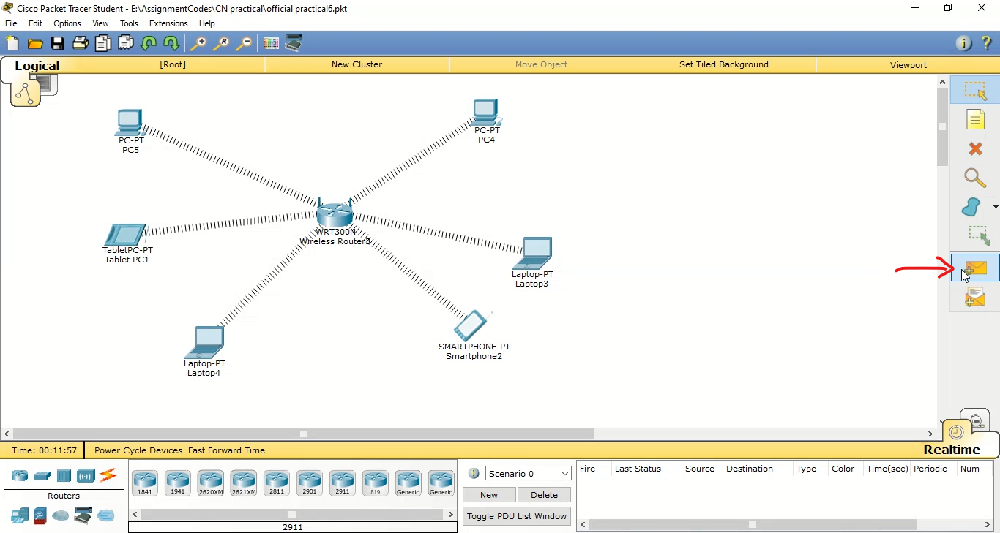 Cisco Packet Tracer Student - E:\AssignmentCodes\CN practical\official practical6.pkt
File Edit Options View Tools Extensions Help
Logical [Root] New Cluster Move Object Set Tiled Background Viewport
PC-PT
PC5
PC-PT
PC4
WRT300N
Wireless Router3
TabletPC-PT
Tablet PC1
Laptop-PT
Laptop3
SMARTPHONE-PT
Smartphone2
Laptop-PT
Laptop4
Time: 00:11:57 Power Cycle Devices Fast Forward Time Realtime
Routers
1841 1941 2620XM 2621XM 2811 2901 2911 819 Generic Generic
2911
Scenario 0
New Delete
Toggle PDU List Window
Fire Last Status Source Destination Type Color Time(sec) Periodic Num